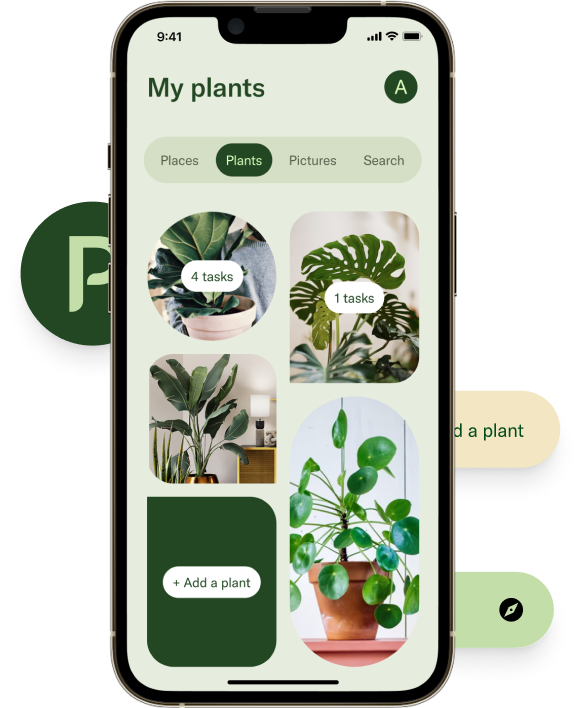 9:41
My plants
A
Places
Plants
Pictures
Search
4 tasks
1 tasks
P
d a plant
+ Add a plant